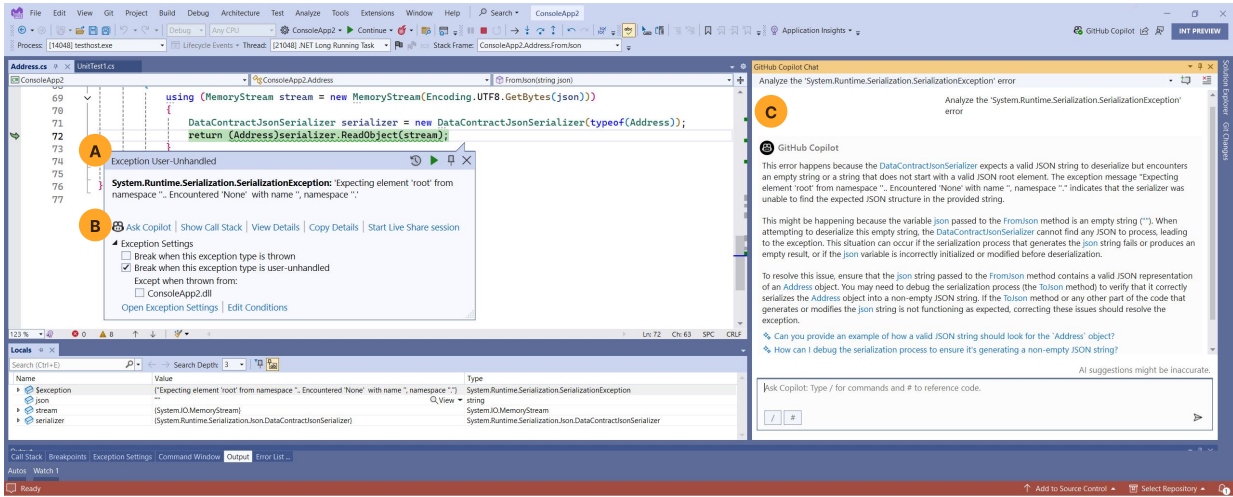 File Edit View Git Project Build Debug Architecture Test Analyze Tools Extensions Window Help Search ConsoleApp2
Debug Any CPU ConsoleApp2 Continue Application Insights GitHub Copilot INT PREVIEW
Process: [14048] testhost.exe Lifecycle Events Thread: [21048] .NET Long Running Task Stack Frame: ConsoleApp2.Address.FromJson
Address.cs UnitTest1.cs
ConsoleApp2 ConsoleApp2.Address FromJson(string json)
68
69 using (MemoryStream stream = new MemoryStream(Encoding.UTF8.GetBytes(json)))
70 {
71 DataContractJsonSerializer serializer = new DataContractJsonSerializer(typeof(Address));
72 return (Address)serializer.ReadObject(stream);
73 }
74
75
76 }
77
A
Exception User-Unhandled
System.Runtime.Serialization.SerializationException: 'Expecting element 'root' from
namespace ''.. Encountered 'None' with name '', namespace ''.'
B
Ask Copilot | Show Call Stack | View Details | Copy Details | Start Live Share session
Exception Settings
Break when this exception type is thrown
Break when this exception type is user-unhandled
Except when thrown from:
ConsoleApp2.dll
Open Exception Settings | Edit Conditions
123 % 0 8 Ln: 72 Ch: 63 SPC CRLF
Locals
Search (Ctrl+E) Search Depth: 3
Name Value Type
$exception {"Expecting element 'root' from namespace ''.. Encountered 'None' with name '', namespace ''."} System.Runtime.Serialization.SerializationException
json "" View string
stream {System.IO.MemoryStream} System.IO.MemoryStream
serializer {System.Runtime.Serialization.Json.DataContractJsonSerializer} System.Runtime.Serialization.Json.DataContractJsonSerializer
Output
Call Stack Breakpoints Exception Settings Command Window Output Error List ...
Autos Watch 1
Ready Add to Source Control Select Repository
GitHub Copilot Chat
Analyze the 'System.Runtime.Serialization.SerializationException' error
C
Analyze the 'System.Runtime.Serialization.SerializationException'
error
GitHub Copilot
This error happens because the DataContractJsonSerializer expects a valid JSON string to deserialize but encounters
an empty string or a string that does not start with a valid JSON root element. The exception message "Expecting
element 'root' from namespace ''.. Encountered 'None' with name '', namespace ''." indicates that the serializer was
unable to find the expected JSON structure in the provided string.
This might be happening because the variable json passed to the FromJson method is an empty string (""). When
attempting to deserialize this empty string, the DataContractJsonSerializer cannot find any JSON to process, leading
to the exception. This situation can occur if the serialization process that generates the json string fails or produces an
empty result, or if the json variable is incorrectly initialized or modified before deserialization.
To resolve this issue, ensure that the json string passed to the FromJson method contains a valid JSON representation
of an Address object. You may need to debug the serialization process (the ToJson method) to verify that it correctly
serializes the Address object into a non-empty JSON string. If the ToJson method or any other part of the code that
generates or modifies the json string is not functioning as expected, correcting these issues should resolve the
exception.
Can you provide an example of how a valid JSON string should look for the `Address` object?
How can I debug the serialization process to ensure it's generating a non-empty JSON string?
AI suggestions might be inaccurate.
Ask Copilot: Type / for commands and # to reference code.
/ #
Solution Explorer
Git Changes